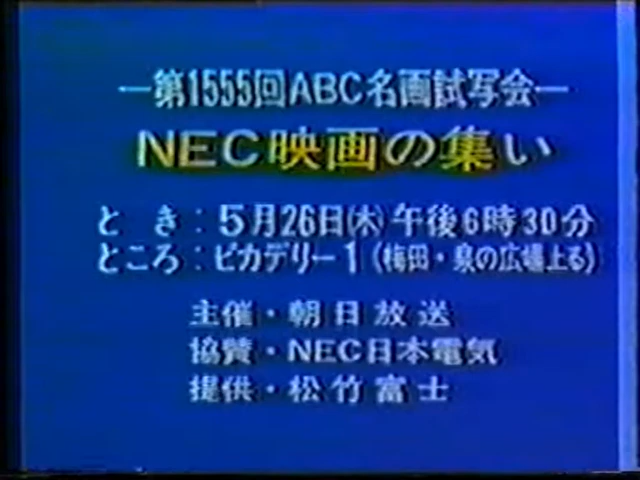 ―第1555回ABC名画試写会―
NEC映画の集い
と き：5月26日(木)午後6時30分
ところ：ピカデリー1（梅田・泉の広場上る）
主催・朝日放送
協賛・NEC日本電気
提供・松竹富士